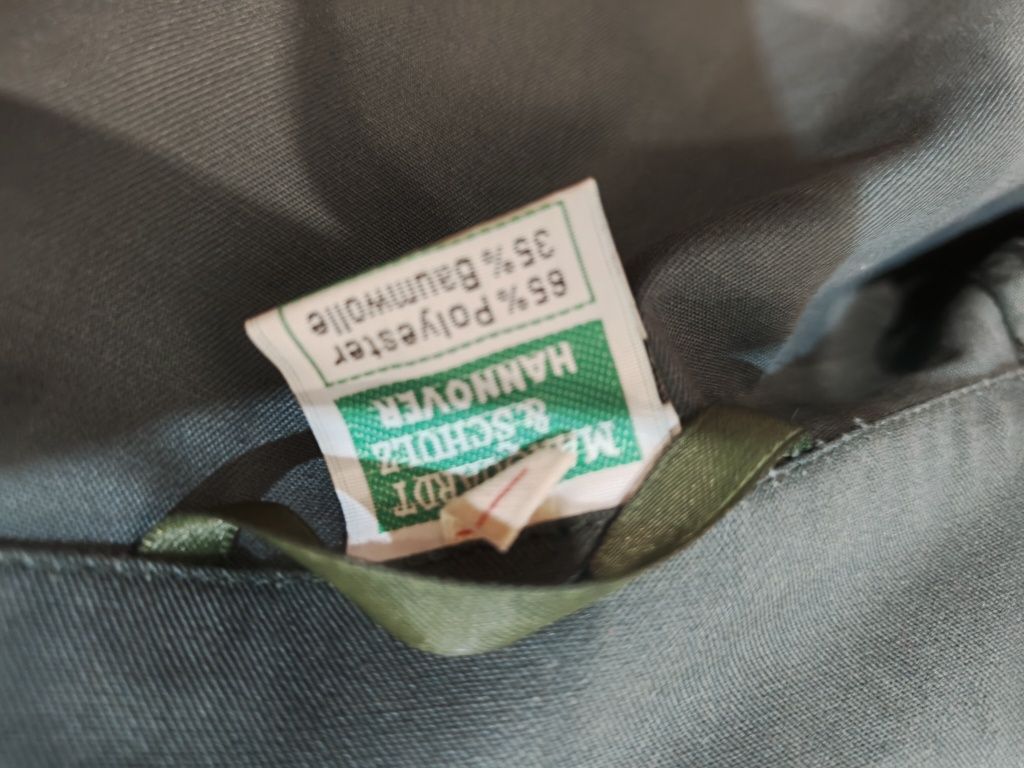 & SCHULZ
HANNOVER
65% Polyester
35% Baumwolle